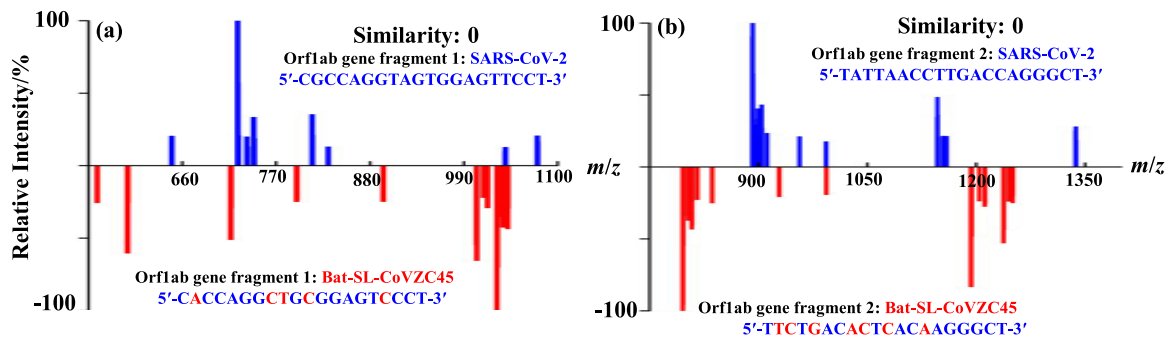 100
(a)
Similarity: 0
Orf1ab gene fragment 1: SARS-CoV-2
5′-CGCCAGGTAGTGGAGTTCCT-3′
Relative Intensity/%
660 770 880 990 1100
m/z
Orf1ab gene fragment 1: Bat-SL-CoVZC45
5′-CACCAGGCTGCGGAGTCCCT-3′
-100
100
(b)
Similarity: 0
Orf1ab gene fragment 2: SARS-CoV-2
5′-TATTAACCTTGACCAGGGCT-3′
m/z
900 1050 1200 1350
Orf1ab gene fragment 2: Bat-SL-CoVZC45
5′-TTCTGACACTCACAAGGGCT-3′
-100